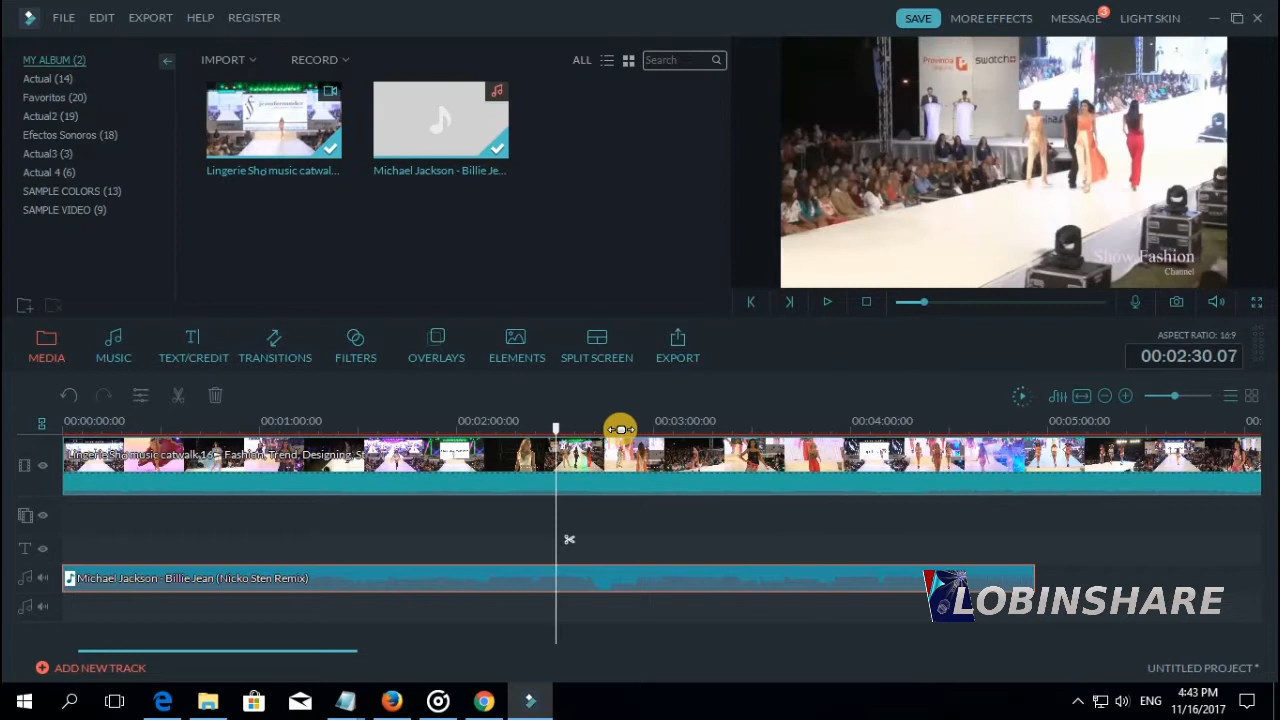 FILE EDIT EXPORT HELP REGISTER SAVE MORE EFFECTS MESSAGE 3 LIGHT SKIN
MY ALBUM (2)
Actual (14)
Favoritos (20)
Actual2 (19)
Efectos Sonoros (18)
Actual3 (3)
Actual 4 (6)
SAMPLE COLORS (13)
SAMPLE VIDEO (9)
IMPORT RECORD ALL Search
Lingerie Sho music catwal...
Michael Jackson - Billie Je...
swatch
Show Fashion
Channel
MEDIA MUSIC TEXT/CREDIT TRANSITIONS FILTERS OVERLAYS ELEMENTS SPLIT SCREEN EXPORT
ASPECT RATIO: 16:9
00:02:30.07
00:00:00:00 00:01:00:00 00:02:00:00 00:03:00:00 00:04:00:00 00:05:00:00 00:
Lingerie Sho music catwalk 16 - Fashion, Trend, Designing, St
Michael Jackson - Billie Jean (Nicko Sten Remix)
LOBINSHARE
ADD NEW TRACK
UNTITLED PROJECT *
ENG
4:43 PM
11/16/2017